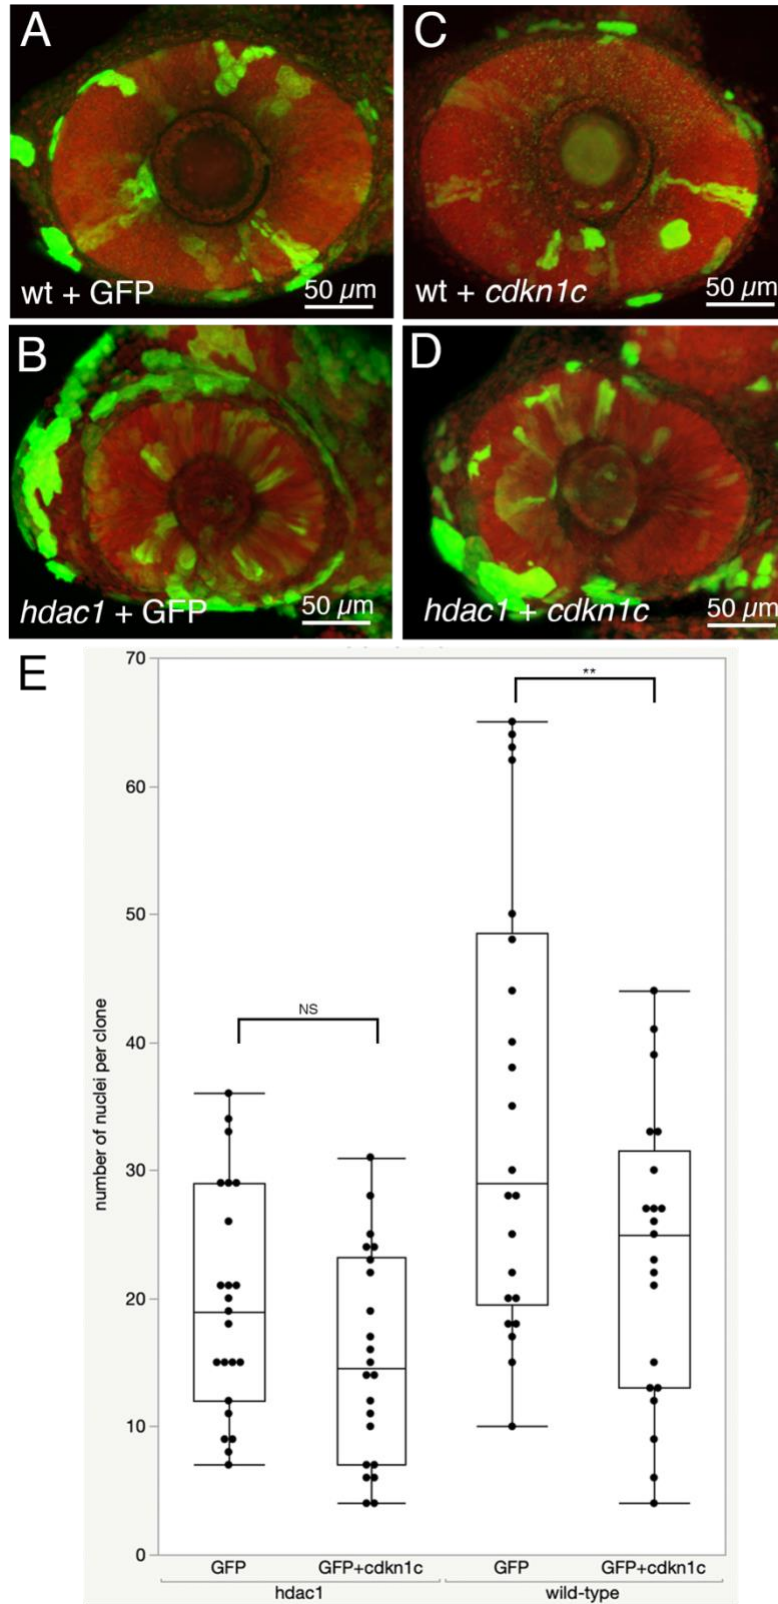 A
wt + GFP
50 µm
C
wt + cdkn1c
50 µm
B
hdac1 + GFP
50 µm
D
hdac1 + cdkn1c
50 µm
E
number of nuclei per clone
70
60
50
40
30
20
10
0
NS
**
GFP
GFP+cdkn1c
GFP
GFP+cdkn1c
hdac1
wild-type